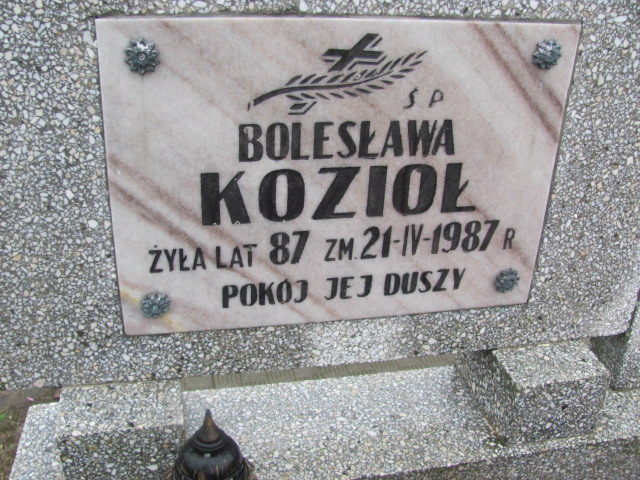 Ś P
BOLESŁAWA
KOZIOŁ
ŻYŁA LAT 87 ZM. 21-IV-1987 R
POKÓJ JEJ DUSZY